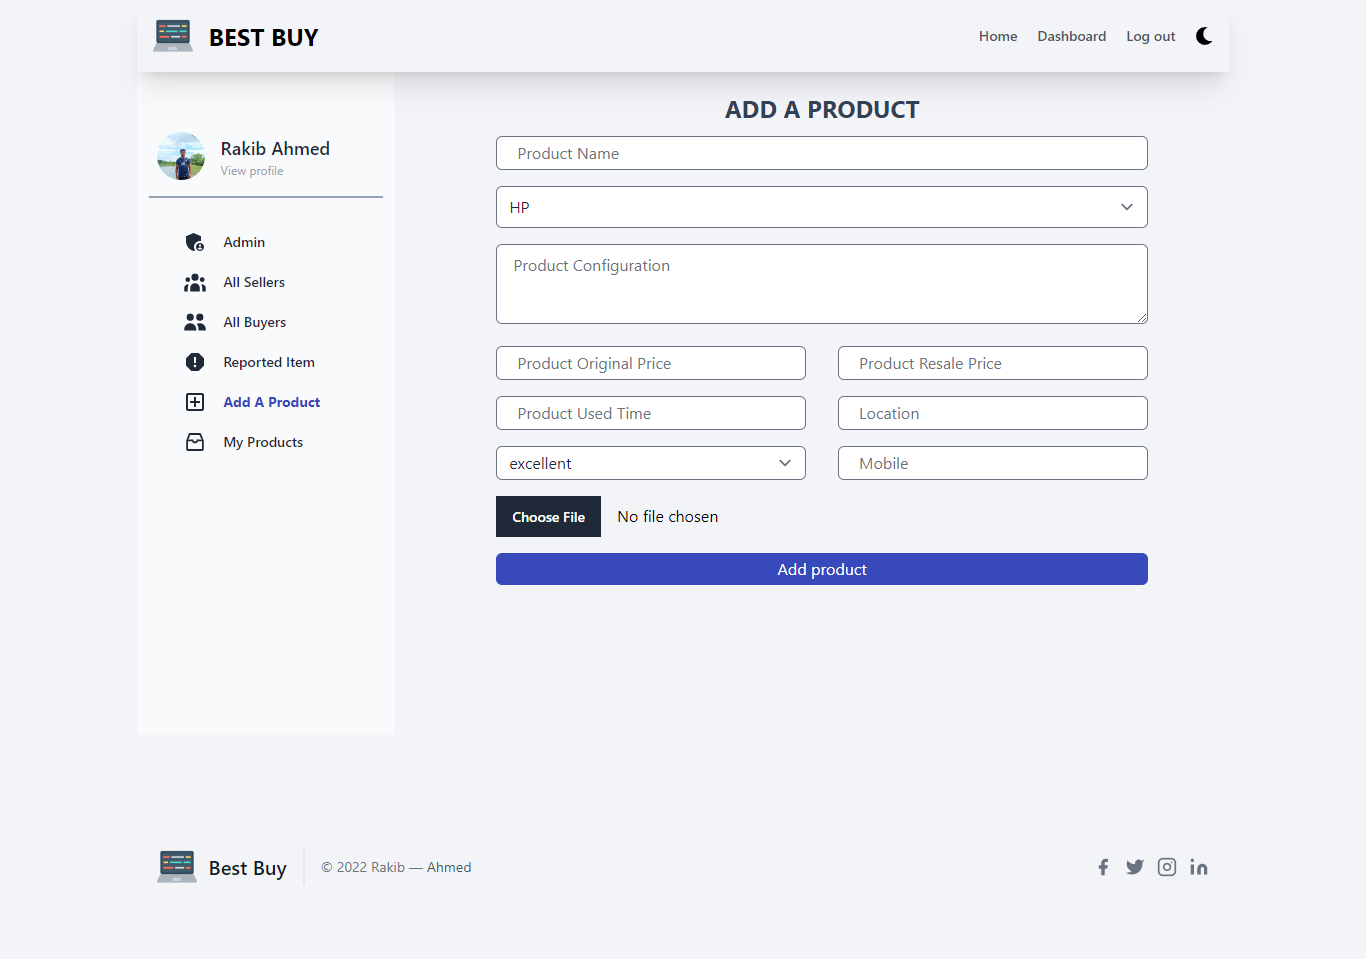 BEST BUY
Home
Dashboard
Log out
Rakib Ahmed
View profile
Admin
All Sellers
All Buyers
Reported Item
Add A Product
My Products
ADD A PRODUCT
Product Name
HP
Product Configuration
Product Original Price
Product Resale Price
Product Used Time
Location
excellent
Mobile
Choose File
No file chosen
Add product
Best Buy
© 2022 Rakib — Ahmed